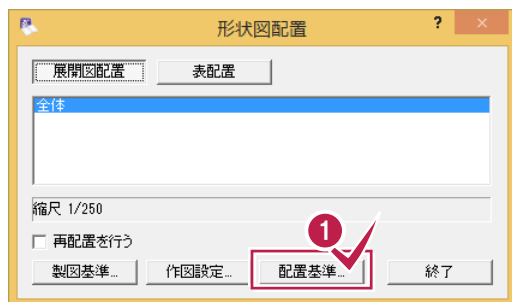 形状図配置 ? ×
展開図配置 表配置
全体
縮尺 1/250
再配置を行う
1
製図基準... 作図設定... 配置基準... 終了